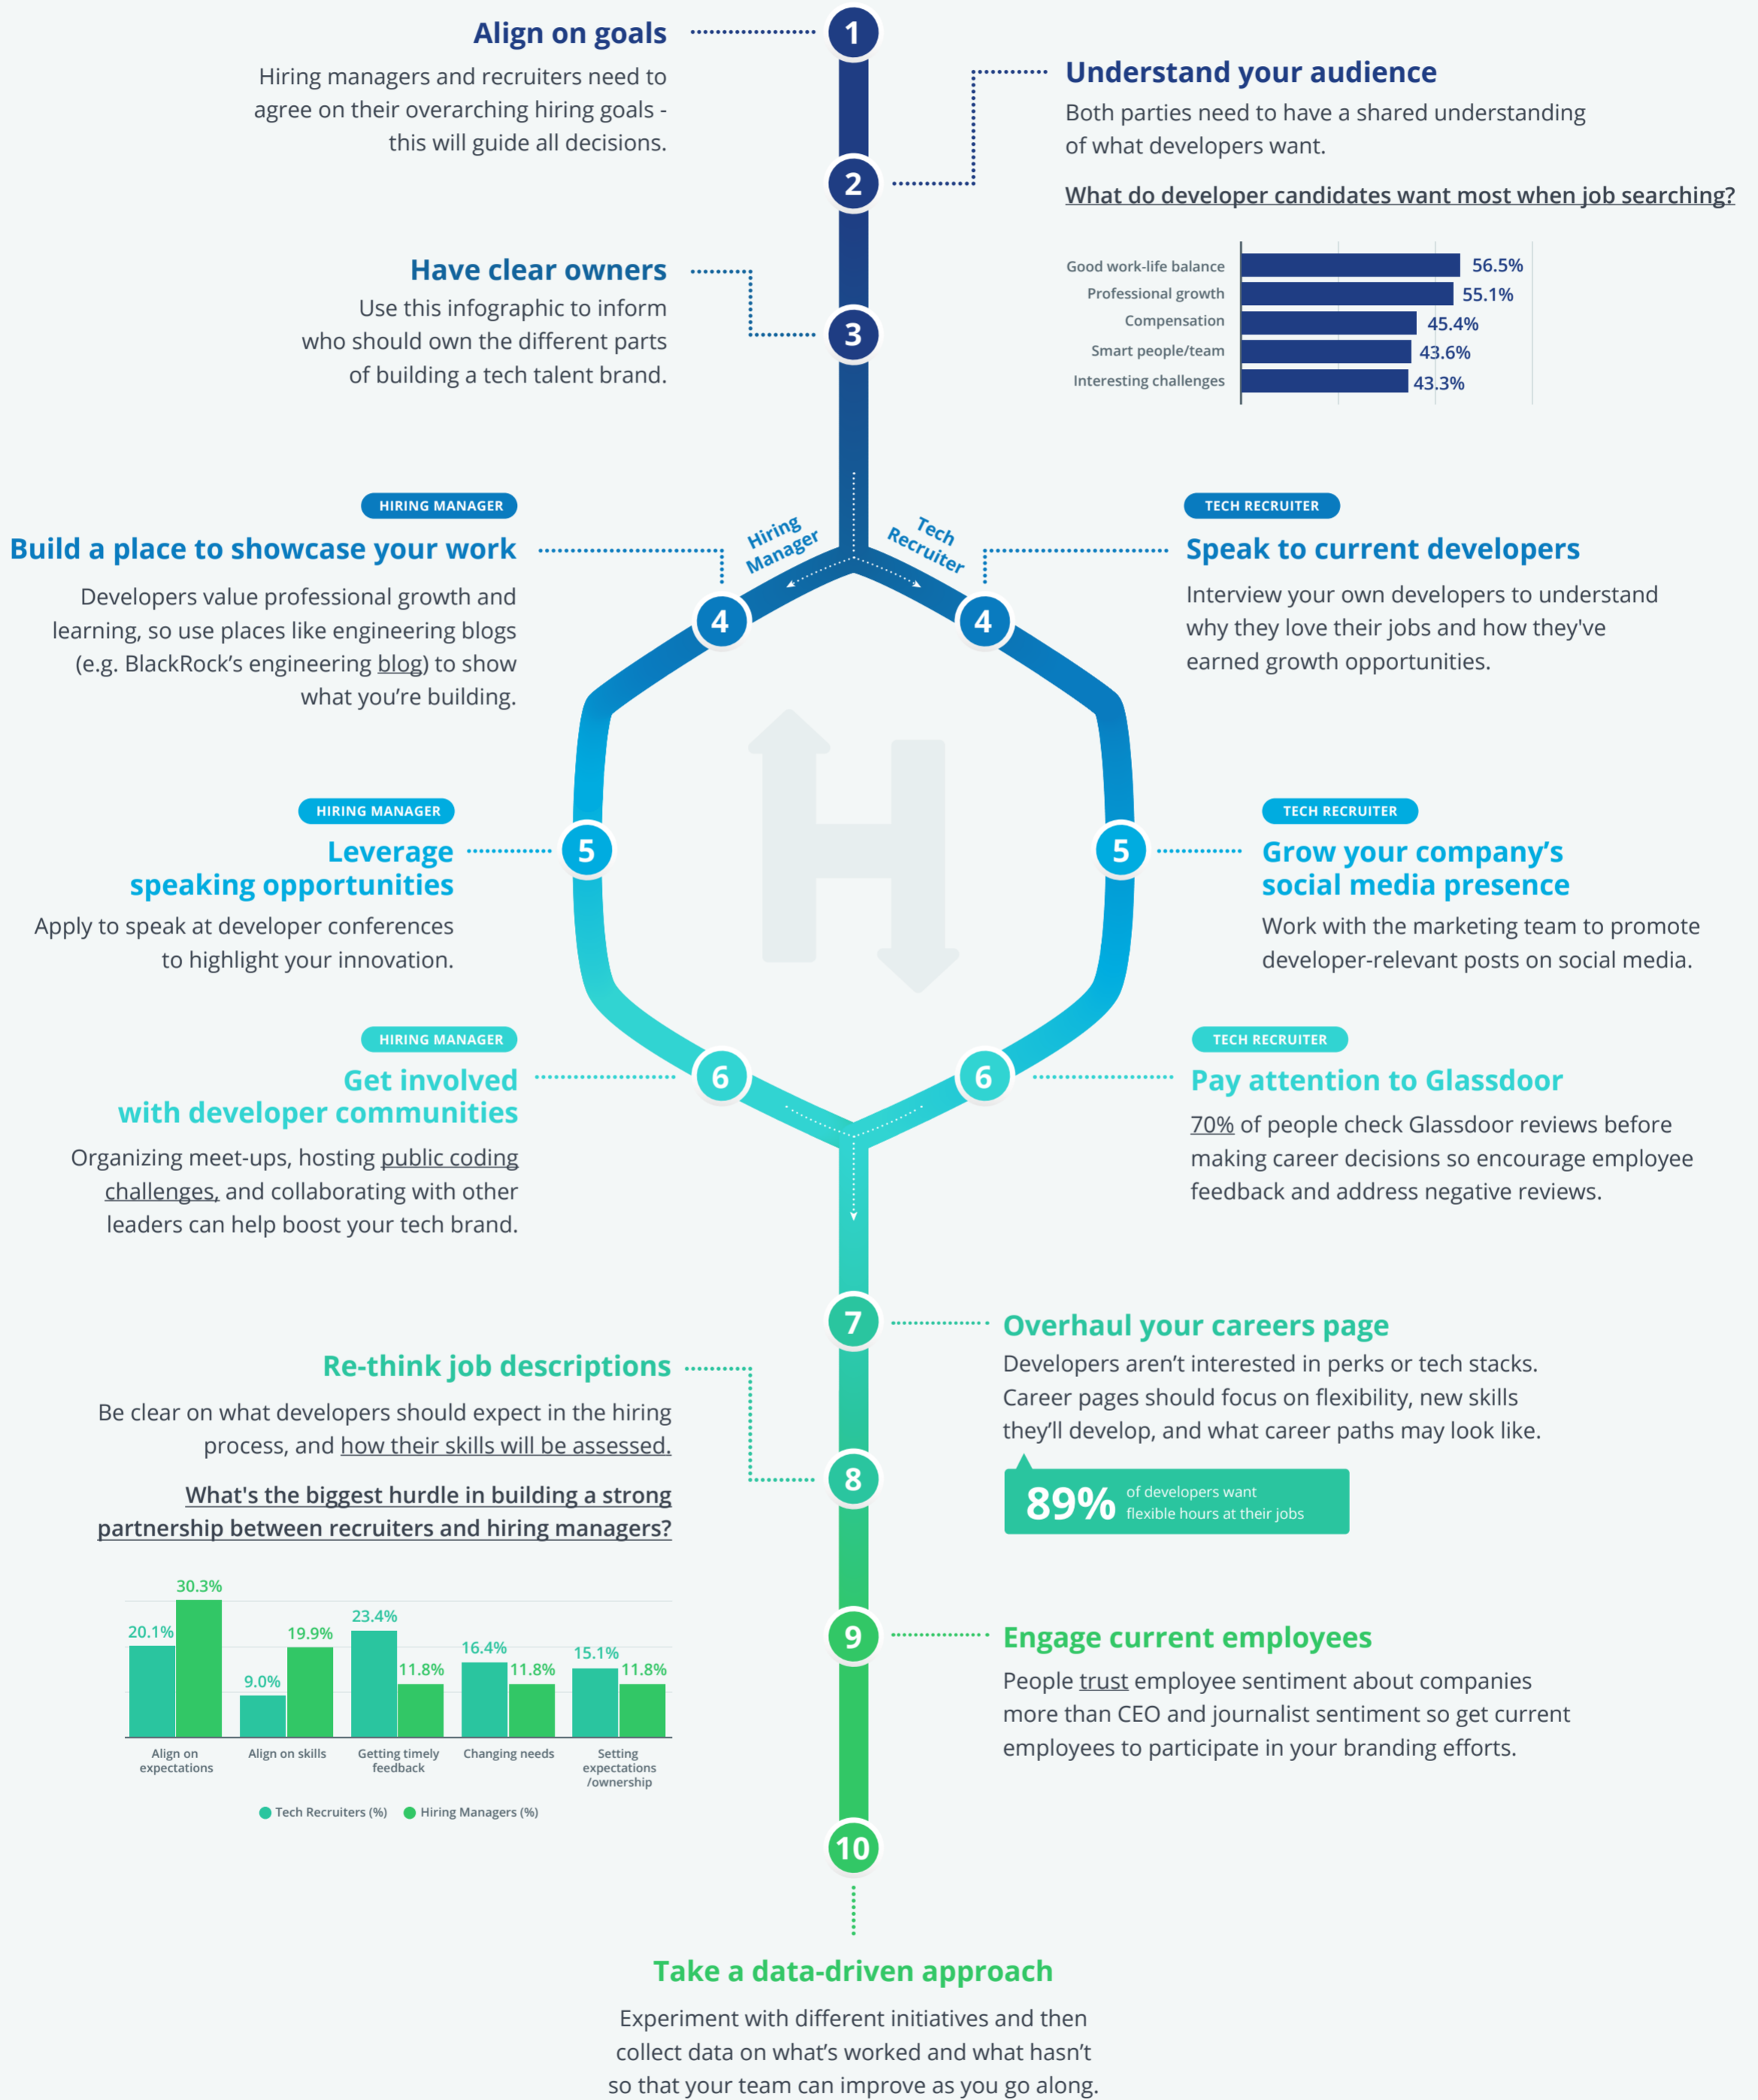 1
Align on goals
Hiring managers and recruiters need to
agree on their overarching hiring goals -
this will guide all decisions.
2
Understand your audience
Both parties need to have a shared understanding
of what developers want.
What do developer candidates want most when job searching?
Good work-life balance 56.5%
Professional growth 55.1%
Compensation 45.4%
Smart people/team 43.6%
Interesting challenges 43.3%
3
Have clear owners
Use this infographic to inform
who should own the different parts
of building a tech talent brand.
Hiring
Manager
Tech
Recruiter
HIRING MANAGER
Build a place to showcase your work
4
Developers value professional growth and
learning, so use places like engineering blogs
(e.g. BlackRock’s engineering blog) to show
what you’re building.
TECH RECRUITER
Speak to current developers
4
Interview your own developers to understand
why they love their jobs and how they've
earned growth opportunities.
H
HIRING MANAGER
5
Leverage
speaking opportunities
Apply to speak at developer conferences
to highlight your innovation.
TECH RECRUITER
5
Grow your company’s
social media presence
Work with the marketing team to promote
developer-relevant posts on social media.
HIRING MANAGER
6
Get involved
with developer communities
Organizing meet-ups, hosting public coding
challenges, and collaborating with other
leaders can help boost your tech brand.
TECH RECRUITER
6
Pay attention to Glassdoor
70% of people check Glassdoor reviews before
making career decisions so encourage employee
feedback and address negative reviews.
7
Overhaul your careers page
Developers aren’t interested in perks or tech stacks.
Career pages should focus on flexibility, new skills
they’ll develop, and what career paths may look like.
89%
of developers want
flexible hours at their jobs
8
Re-think job descriptions
Be clear on what developers should expect in the hiring
process, and how their skills will be assessed.
What's the biggest hurdle in building a strong
partnership between recruiters and hiring managers?
20.1% 30.3% 9.0% 19.9% 23.4% 11.8% 16.4% 11.8% 15.1% 11.8%
Align on
expectations
Align on skills
Getting timely
feedback
Changing needs
Setting
expectations
/ownership
Tech Recruiters (%) Hiring Managers (%)
9
Engage current employees
People trust employee sentiment about companies
more than CEO and journalist sentiment so get current
employees to participate in your branding efforts.
10
Take a data-driven approach
Experiment with different initiatives and then
collect data on what’s worked and what hasn’t
so that your team can improve as you go along.